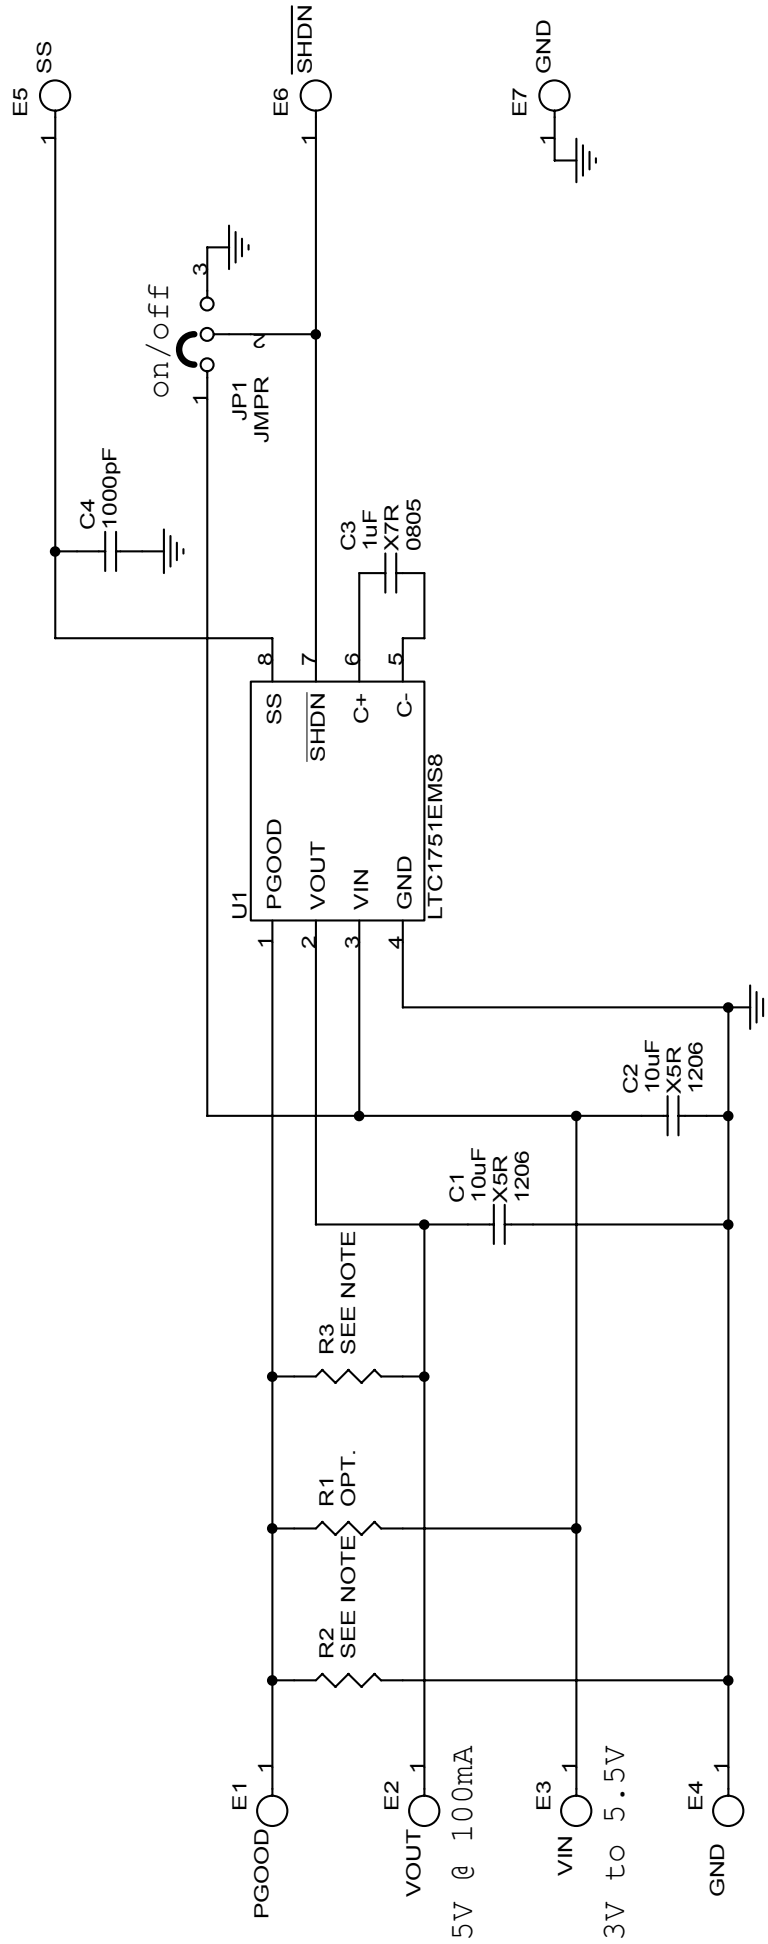 E1
PGOOD
1
E2
VOUT
1
5V @ 100mA
E3
VIN
1
3V to 5.5V
E4
GND
1
R2
SEE NOTE
R1
OPT.
R3
SEE NOTE
C1
10uF
X5R
1206
C2
10uF
X5R
1206
U1
1
2
3
4
PGOOD
VOUT
VIN
GND
SS
SHDN
C+
C-
8
7
6
5
LTC1751EMS8
C3
1uF
X7R
0805
C4
1000pF
on/off
1
2
3
JP1
JMPR
E5
SS
1
E6
SHDN
1
E7
GND
1